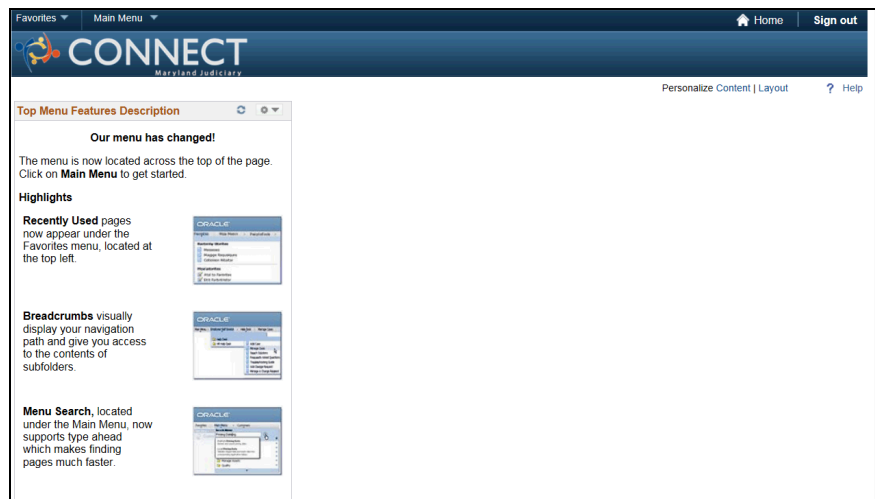 Favorites Main Menu Home Sign out
CONNECT
Maryland Judiciary
Personalize Content | Layout ? Help
Top Menu Features Description
Our menu has changed!
The menu is now located across the top of the page.
Click on Main Menu to get started.
Highlights
Recently Used pages
now appear under the
Favorites menu, located at
the top left.
ORACLE
Breadcrumbs visually
display your navigation
path and give you access
to the contents of
subfolders.
ORACLE
Menu Search, located
under the Main Menu, now
supports type ahead
which makes finding
pages much faster.
ORACLE